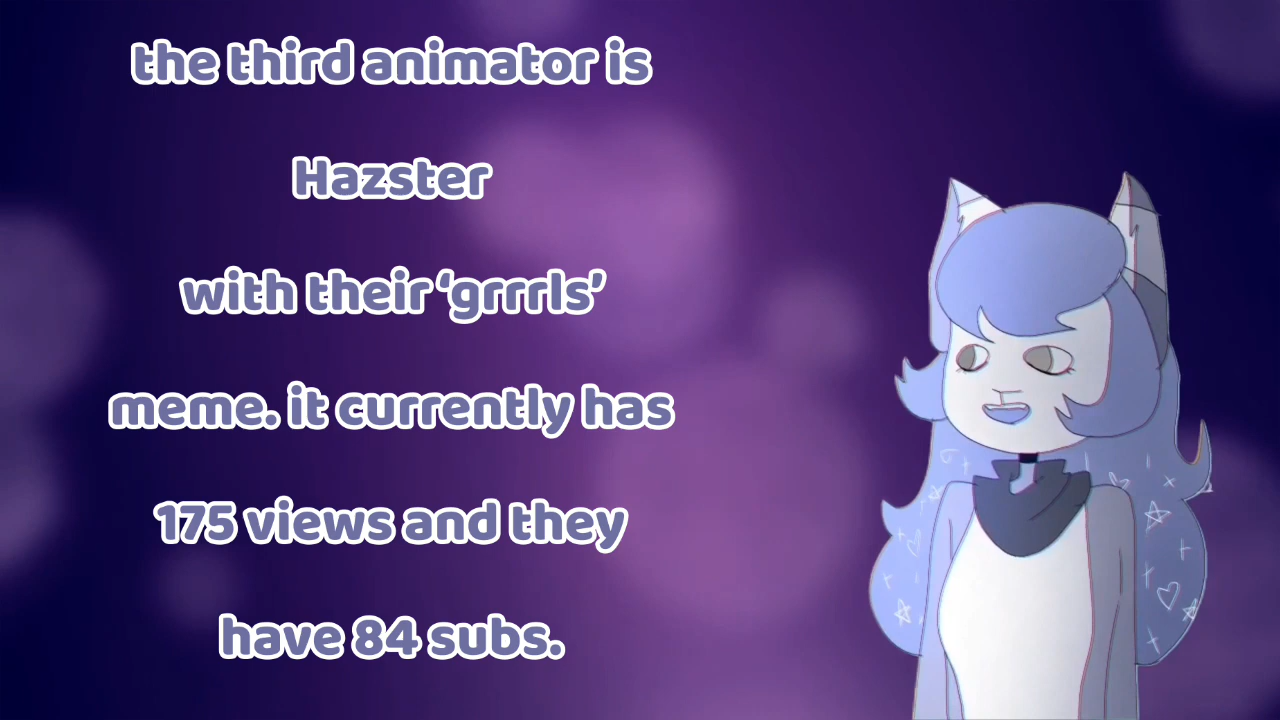 the third animator is
Hazster
with their ‘grrrls’
meme. it currently has
175 views and they
have 84 subs.